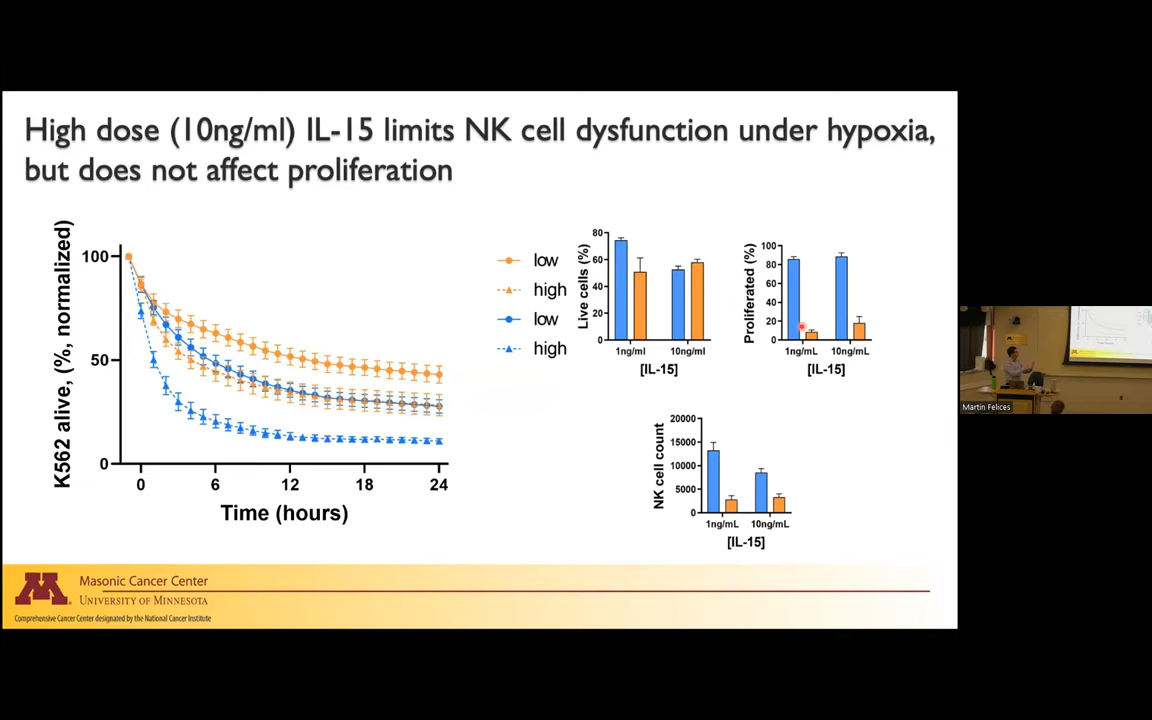 High dose (10ng/ml) IL-15 limits NK cell dysfunction under hypoxia,
but does not affect proliferation
K562 alive, (%, normalized)
100
50
0
0
6
12
18
24
Time (hours)
low
high
low
high
Live cells (%)
80
60
40
20
0
1ng/ml
10ng/ml
[IL-15]
Proliferated (%)
100
80
60
40
20
0
1ng/mL
10ng/mL
[IL-15]
NK cell count
20000
15000
10000
5000
0
1ng/mL
10ng/mL
[IL-15]
Martin Felices
M
Masonic Cancer Center
UNIVERSITY OF MINNESOTA
Comprehensive Cancer Center designated by the National Cancer Institute